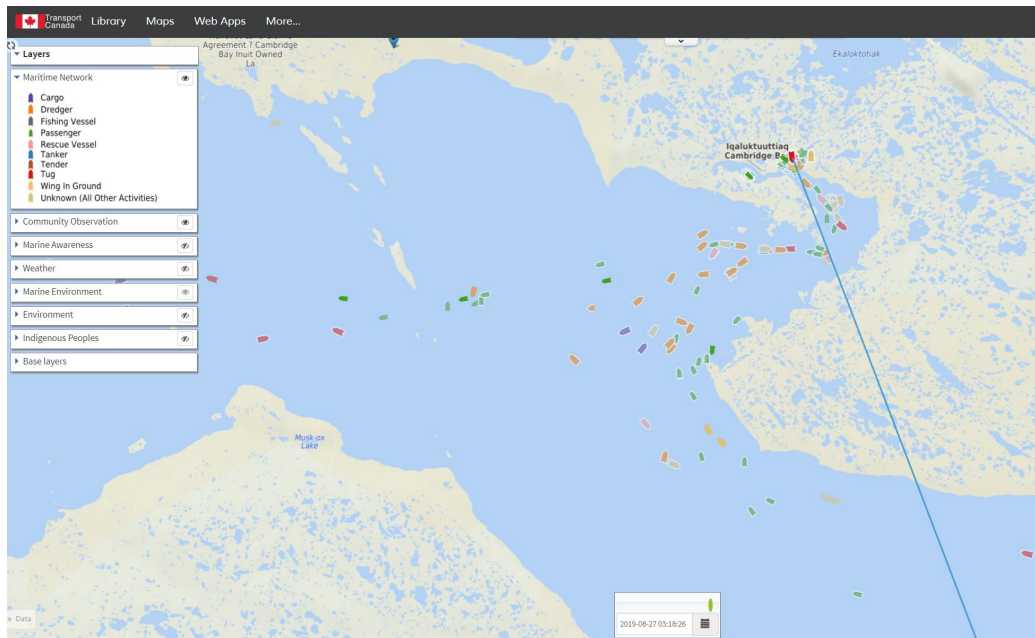 Transport
Canada
Library
Maps
Web Apps
More...
Agreement ? Cambridge
Bay Inuit Owned
La
Ekaloktotiak
Layers
Maritime Network
Cargo
Dredger
Fishing Vessel
Passenger
Rescue Vessel
Tanker
Tender
Tug
Wing In Ground
Unknown (All Other Activities)
Community Observation
Marine Awareness
Weather
Marine Environment
Environment
Indigenous Peoples
Base layers
Iqaluktuuttiaq
Cambridge B
Musk-ox
Lake
» Data
2019-08-27 03:18:26